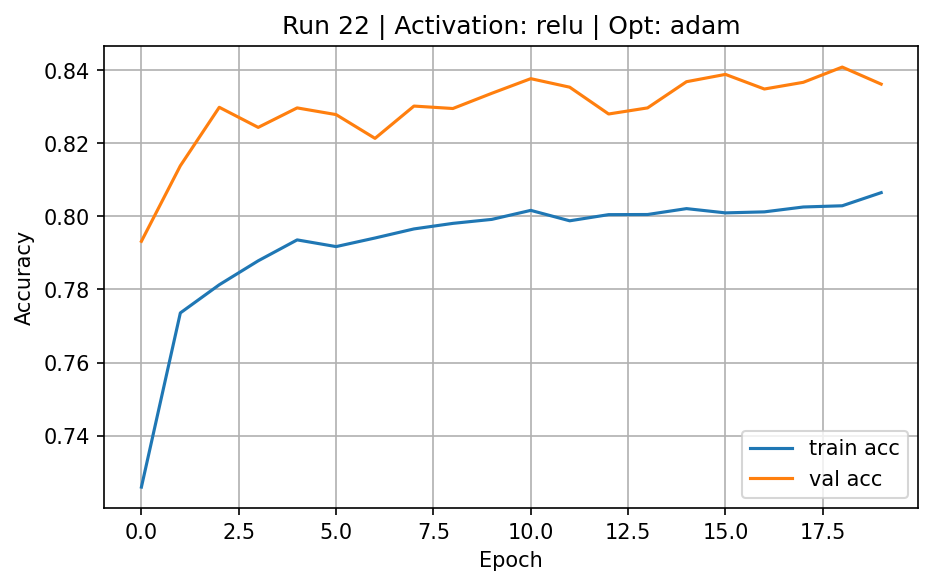 Run 22 | Activation: relu | Opt: adam
0.84
0.82
0.80
0.78
0.76
0.74
Accuracy
train acc
val acc
0.0 2.5 5.0 7.5 10.0 12.5 15.0 17.5
Epoch